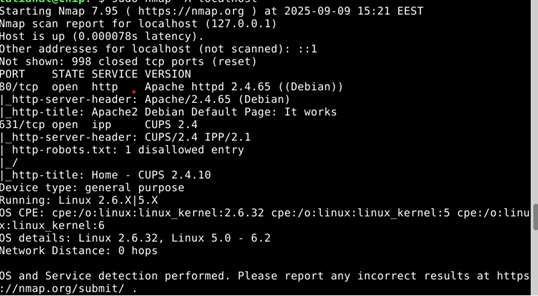 Starting Nmap 7.95 ( https://nmap.org ) at 2025-09-09 15:21 EEST
Nmap scan report for localhost (127.0.0.1)
Host is up (0.000078s latency).
Other addresses for localhost (not scanned): ::1
Not shown: 998 closed tcp ports (reset)
PORT    STATE SERVICE VERSION
80/tcp  open  http    Apache httpd 2.4.65 ((Debian))
|_http-server-header: Apache/2.4.65 (Debian)
|_http-title: Apache2 Debian Default Page: It works
631/tcp open  ipp     CUPS 2.4
|_http-server-header: CUPS/2.4 IPP/2.1
| http-robots.txt: 1 disallowed entry
|_/
|_http-title: Home - CUPS 2.4.10
Device type: general purpose
Running: Linux 2.6.X|5.X
OS CPE: cpe:/o:linux:linux_kernel:2.6.32 cpe:/o:linux:linux_kernel:5 cpe:/o:linu
x:linux_kernel:6
OS details: Linux 2.6.32, Linux 5.0 - 6.2
Network Distance: 0 hops
OS and Service detection performed. Please report any incorrect results at https
://nmap.org/submit/ .